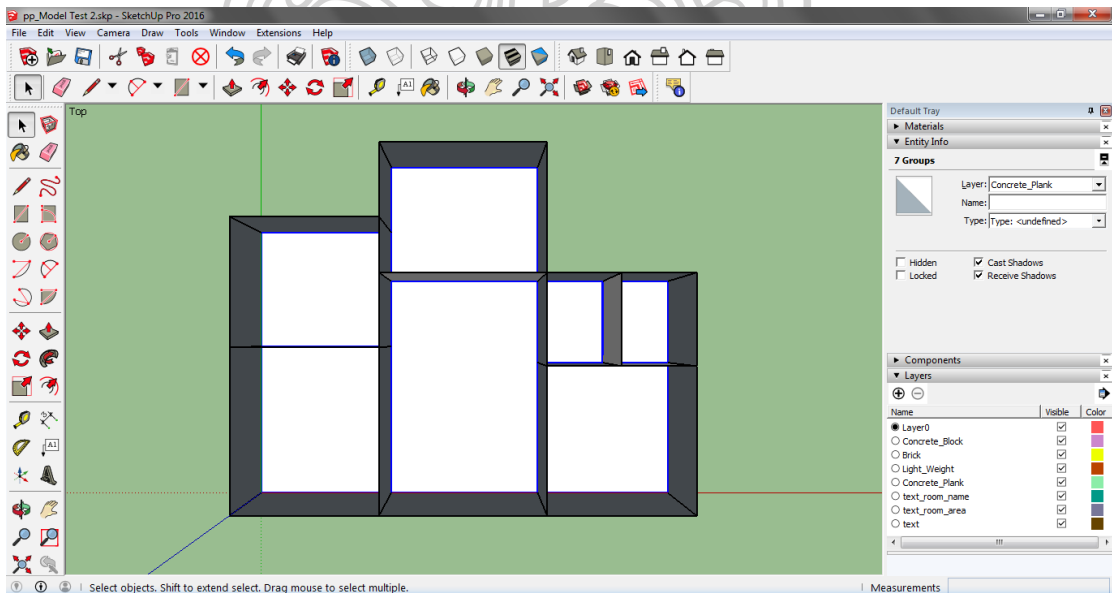 pp_Model Test 2.skp - SketchUp Pro 2016
File Edit View Camera Draw Tools Window Extensions Help
A1
Top
A1
Default Tray
Materials
Entity Info
7 Groups
Layer: Concrete_Plank
Name:
Type: Type: <undefined>
Hidden Cast Shadows
Locked Receive Shadows
Components
Layers
Name Visible Color
Layer0
Concrete_Block
Brick
Light_Weight
Concrete_Plank
text_room_name
text_room_area
text
Select objects. Shift to extend select. Drag mouse to select multiple. Measurements